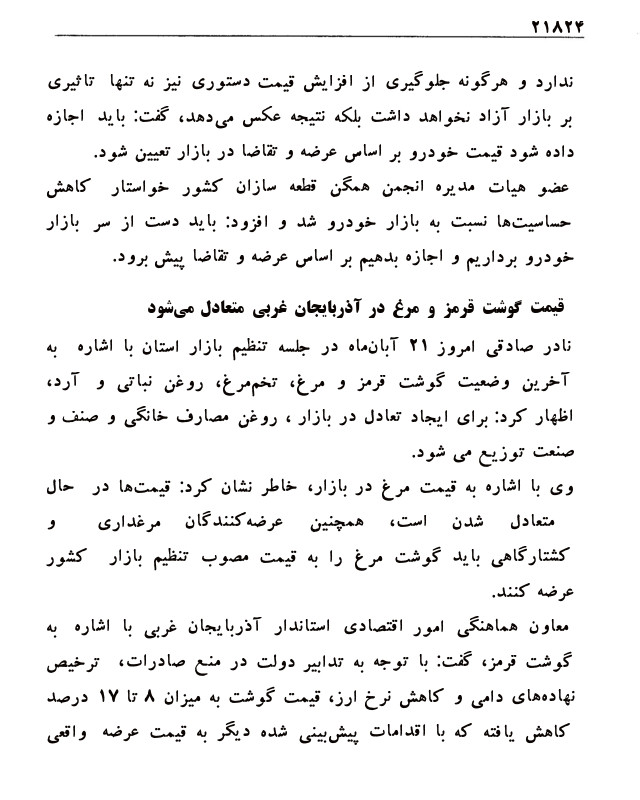 ۲۱۸۲۴
ندارد و هرگونه جلوگیری از افزایش قیمت دستوری نیز نه تنها تاثیری
بر بازار آزاد نخواهد داشت بلکه نتیجه عکس می‌دهد، گفت: باید اجازه
داده شود قیمت خودرو بر اساس عرضه و تقاضا در بازار تعیین شود.
عضو هیات مدیره انجمن همگن قطعه سازان کشور خواستار کاهش
حساسیت‌ها نسبت به بازار خودرو شد و افزود: باید دست از سر بازار
خودرو برداریم و اجازه بدهیم بر اساس عرضه و تقاضا پیش برود.
قیمت گوشت قرمز و مرغ در آذربایجان غربی متعادل می‌شود
نادر صادقی امروز ۲۱ آبان‌ماه در جلسه تنظیم بازار استان با اشاره به
آخرین وضعیت گوشت قرمز و مرغ، تخم‌مرغ، روغن نباتی و آرد،
اظهار کرد: برای ایجاد تعادل در بازار ، روغن مصارف خانگی و صنف و
صنعت توزیع می شود.
وی با اشاره به قیمت مرغ در بازار، خاطر نشان کرد: قیمت‌ها در حال
متعادل شدن است، همچنین عرضه‌کنندگان مرغداری و
کشتارگاهی باید گوشت مرغ را به قیمت مصوب تنظیم بازار کشور
عرضه کنند.
معاون هماهنگی امور اقتصادی استاندار آذربایجان غربی با اشاره به
گوشت قرمز، گفت: با توجه به تدابیر دولت در منع صادرات، ترخیص
نهاده‌های دامی و کاهش نرخ ارز، قیمت گوشت به میزان ۸ تا ۱۷ درصد
کاهش یافته که با اقدامات پیش‌بینی شده دیگر به قیمت عرضه واقعی